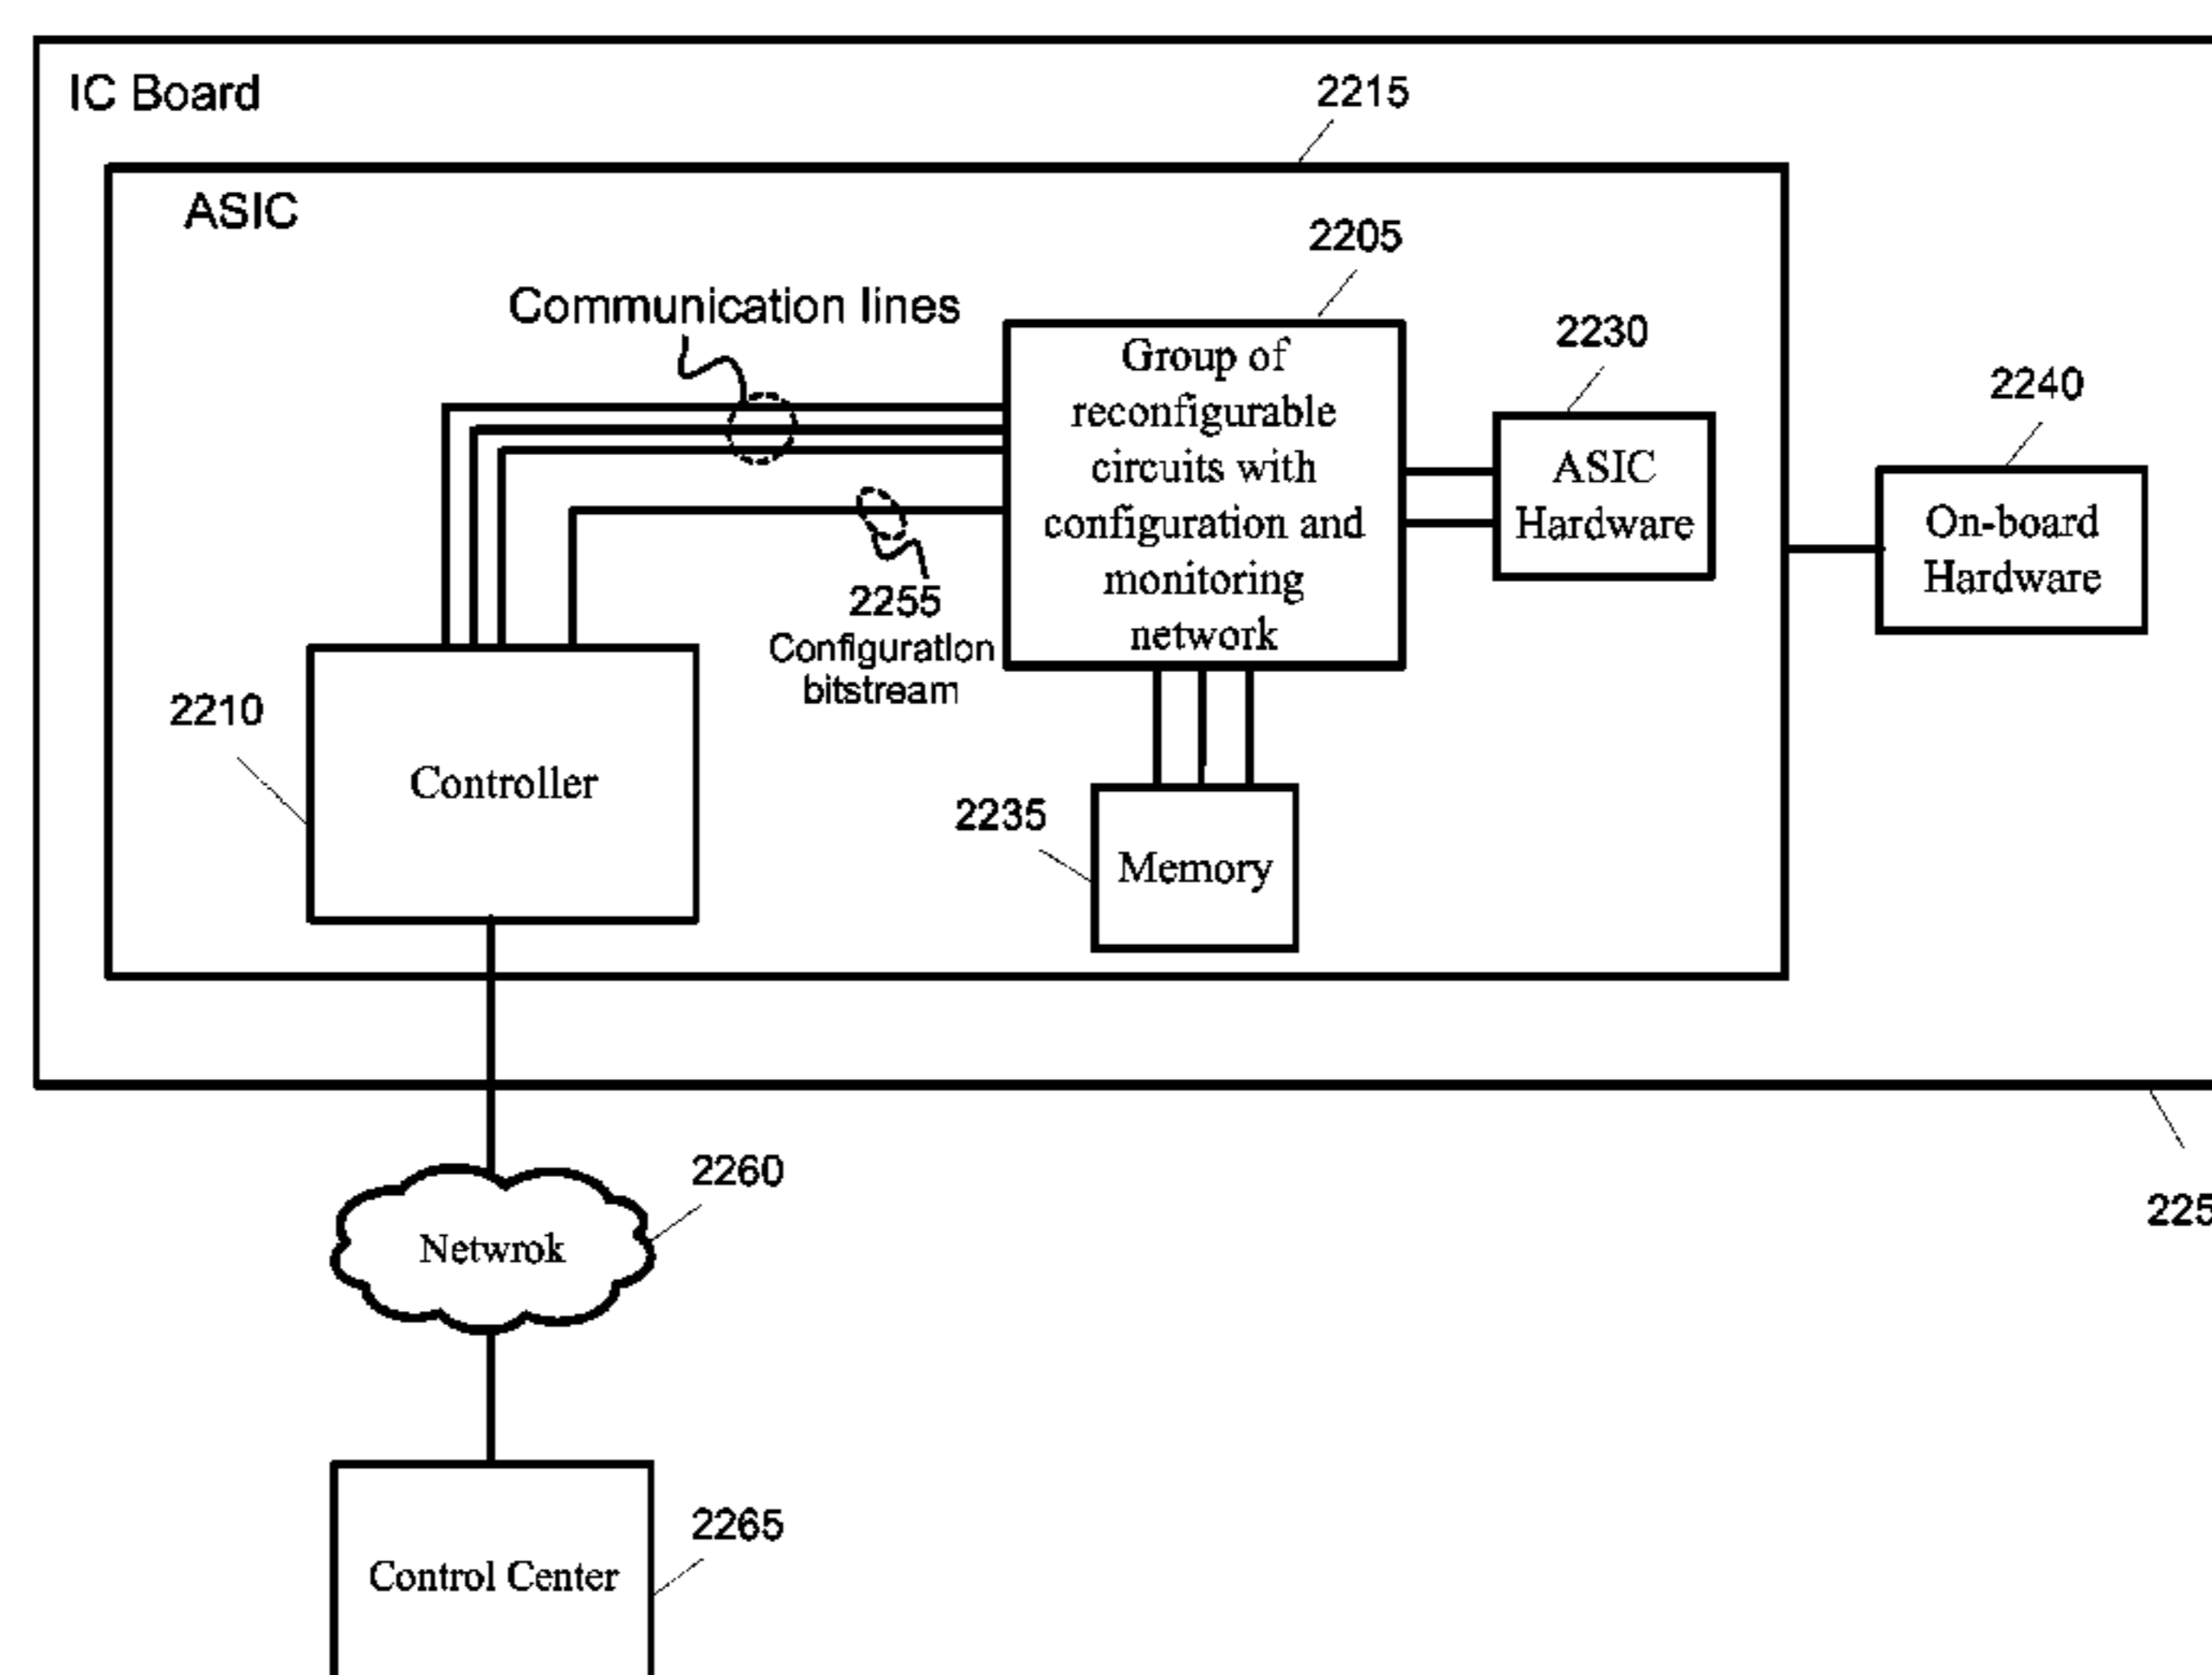 IC Board
2215
ASIC
2205
Communication lines
2230
Group of
reconfigurable
circuits with
configuration and
monitoring
network
2240
ASIC
Hardware
On-board
Hardware
2255
Configuration
bitstream
2210
Controller
2235
Memory
2260
225
Netwrok
2265
Control Center